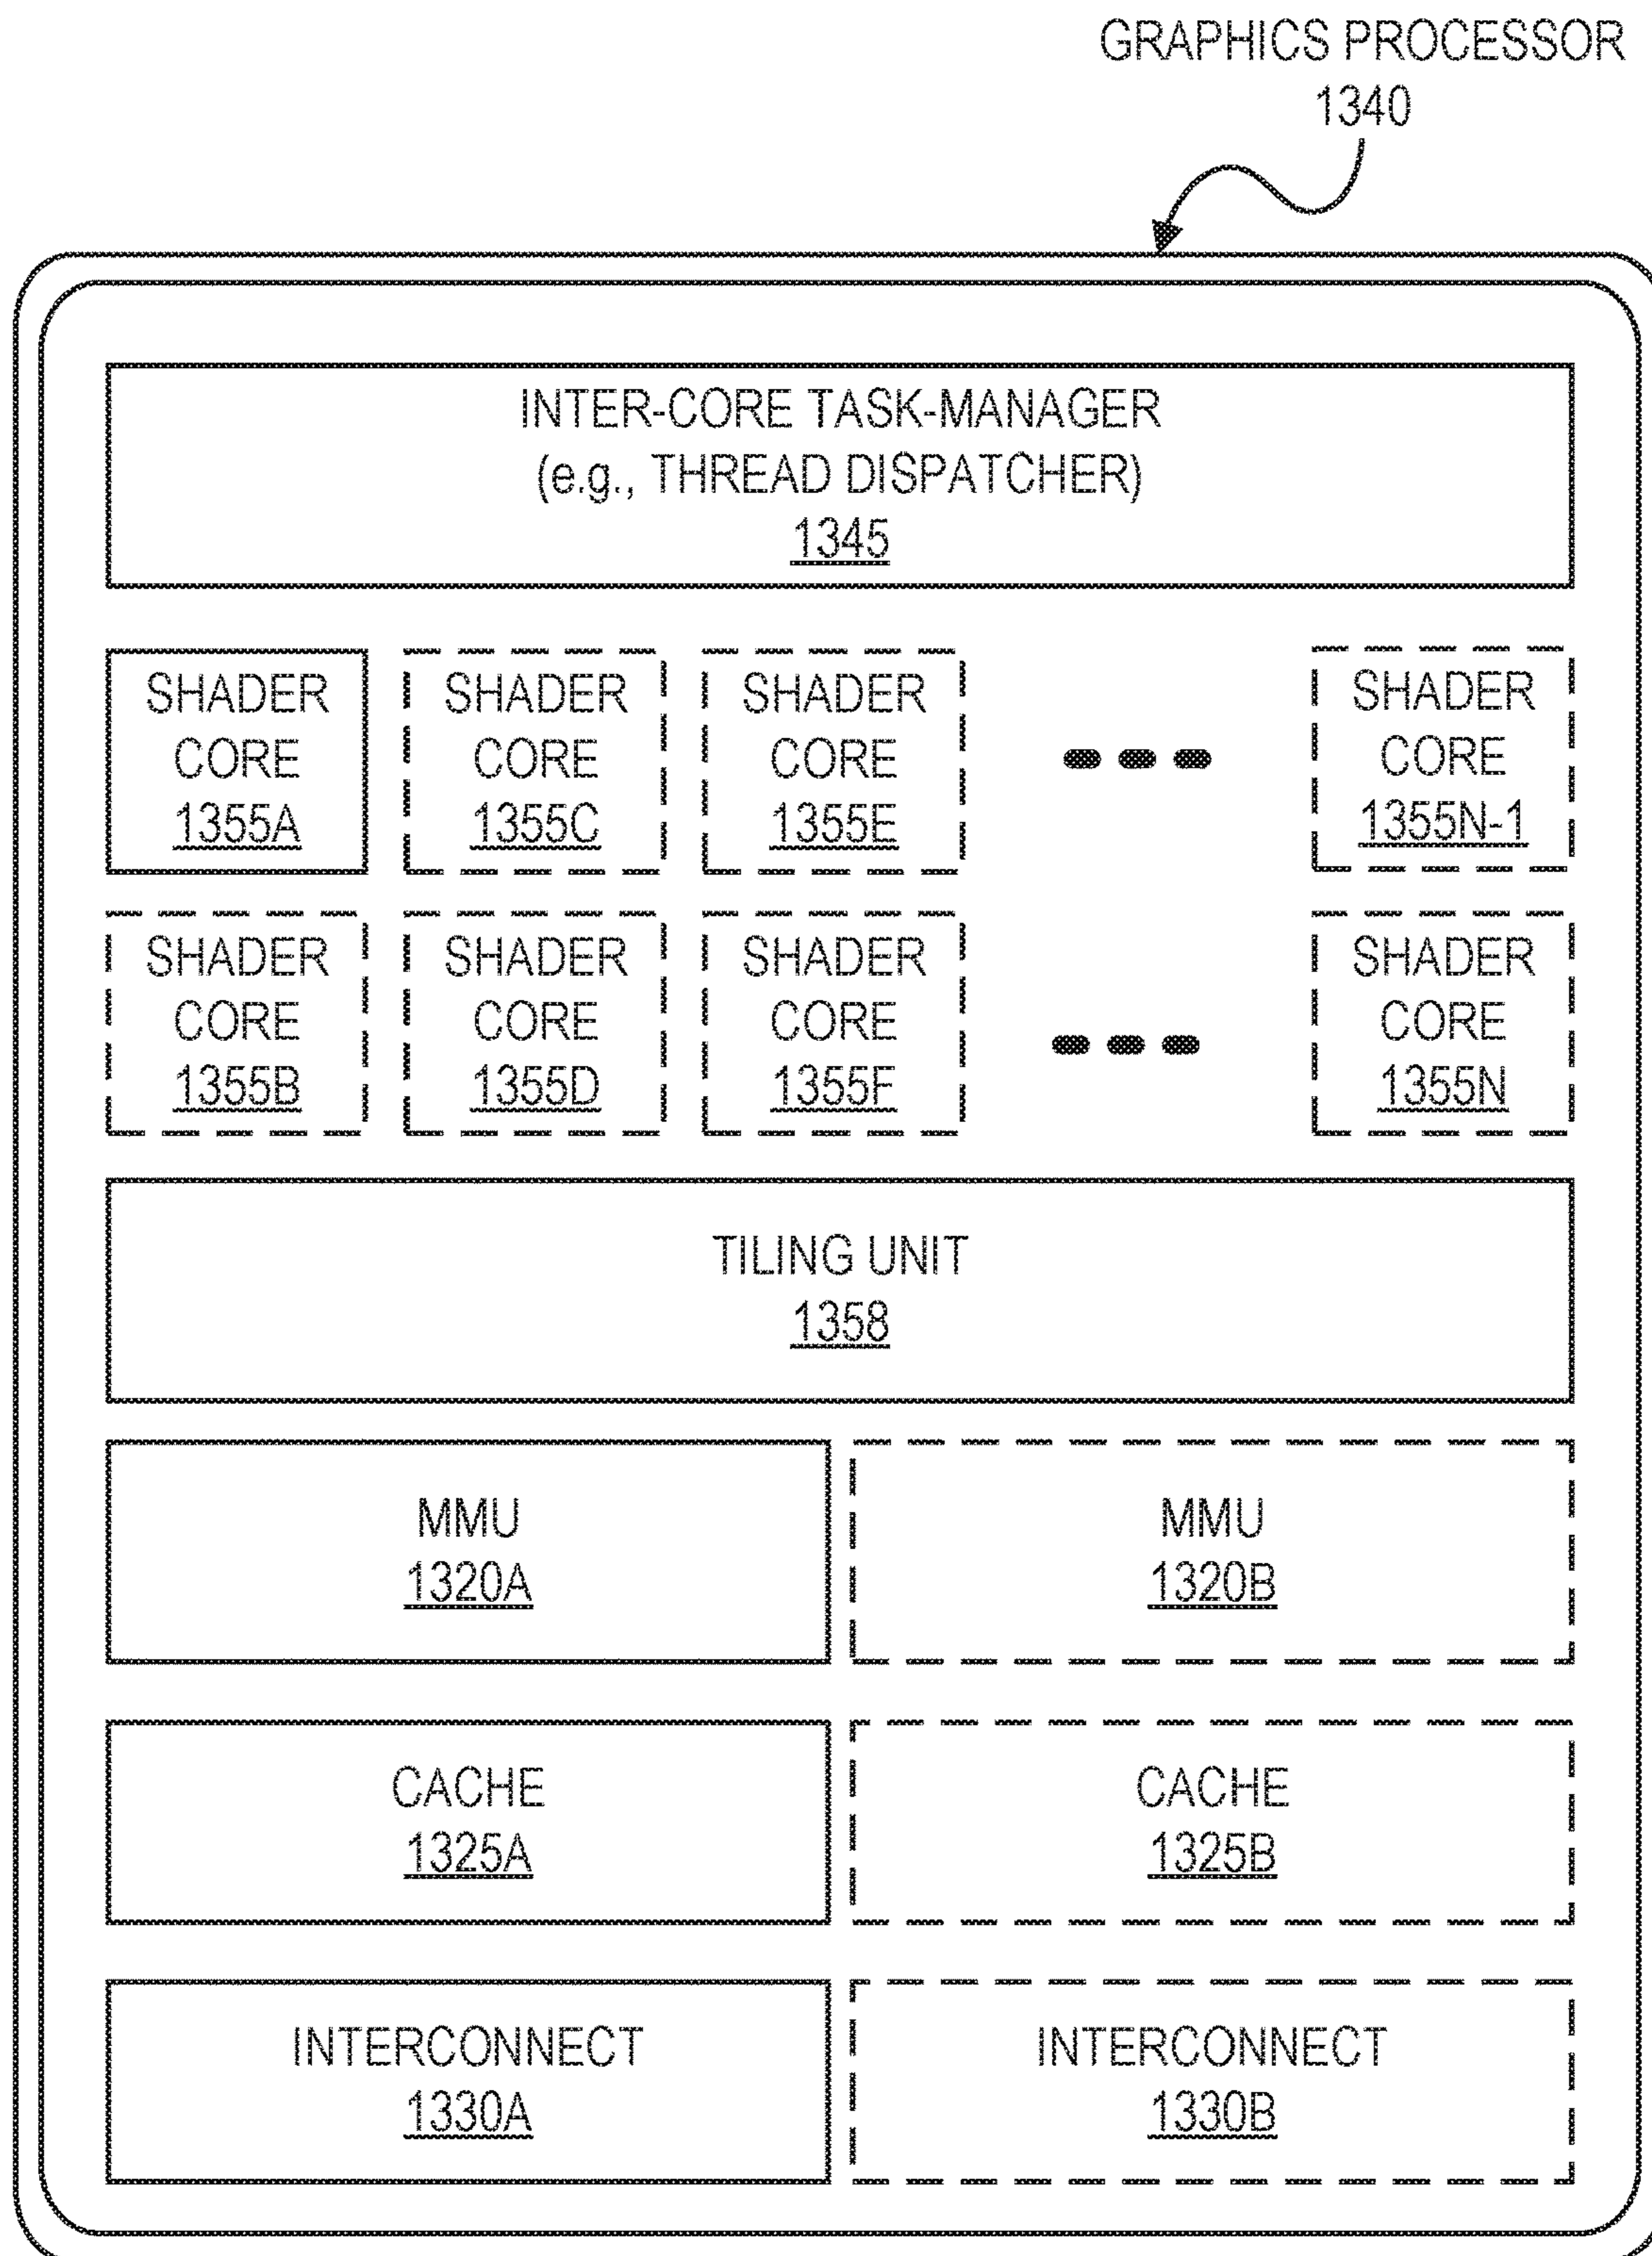 GRAPHICS PROCESSOR
1340
INTER-CORE TASK-MANAGER
(e.g., THREAD DISPATCHER)
1345
SHADER
CORE
1355A
SHADER
CORE
1355C
SHADER
CORE
1355E
SHADER
CORE
1355N-1
SHADER
CORE
1355B
SHADER
CORE
1355D
SHADER
CORE
1355F
SHADER
CORE
1355N
TILING UNIT
1358
MMU
1320A
MMU
1320B
CACHE
1325A
CACHE
1325B
INTERCONNECT
1330A
INTERCONNECT
1330B